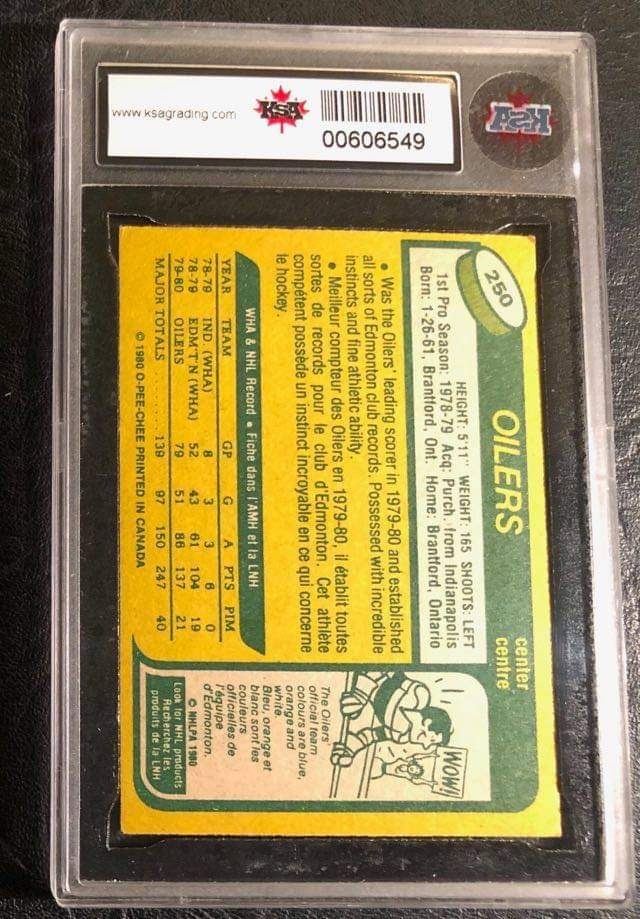 www.ksagrading.com
KSA
00606549
KSA
250
OILERS
center
centre
HEIGHT: 5'11" WEIGHT: 165 SHOOTS: LEFT
1st Pro Season: 1978-79 Acq: Purch. from Indianapolis
Born: 1-26-61, Brantford, Ont. Home: Brantford, Ontario
• Was the Oilers' leading scorer in 1979-80 and established
all sorts of Edmonton club records. Possessed with incredible
instincts and fine athletic ability.
• Meilleur compteur des Oilers en 1979-80, il établit toutes
sortes de records pour le club d'Edmonton. Cet athlète
compétent possède un instinct incroyable en ce qui concerne
le hockey.
WHA & NHL Record • Fiche dans l'AMH et la LNH
YEAR TEAM GP G A PTS PIM
78-79 IND. (WHA) 8 3 3 6 0
78-79 EDM'T'N (WHA) 52 43 61 104 19
79-80 OILERS 79 51 86 137 21
MAJOR TOTALS ........ 139 97 150 247 40
© 1980 O-PEE-CHEE PRINTED IN CANADA
WOW!
The Oilers'
official team
colours are blue,
orange and
white.
Bleu, orange et
blanc sont les
couleurs
officielles de
l'équipe
d'Edmonton.
© NHLPA 1980
Look for NHL products
Recherchez les
produits de la LNH